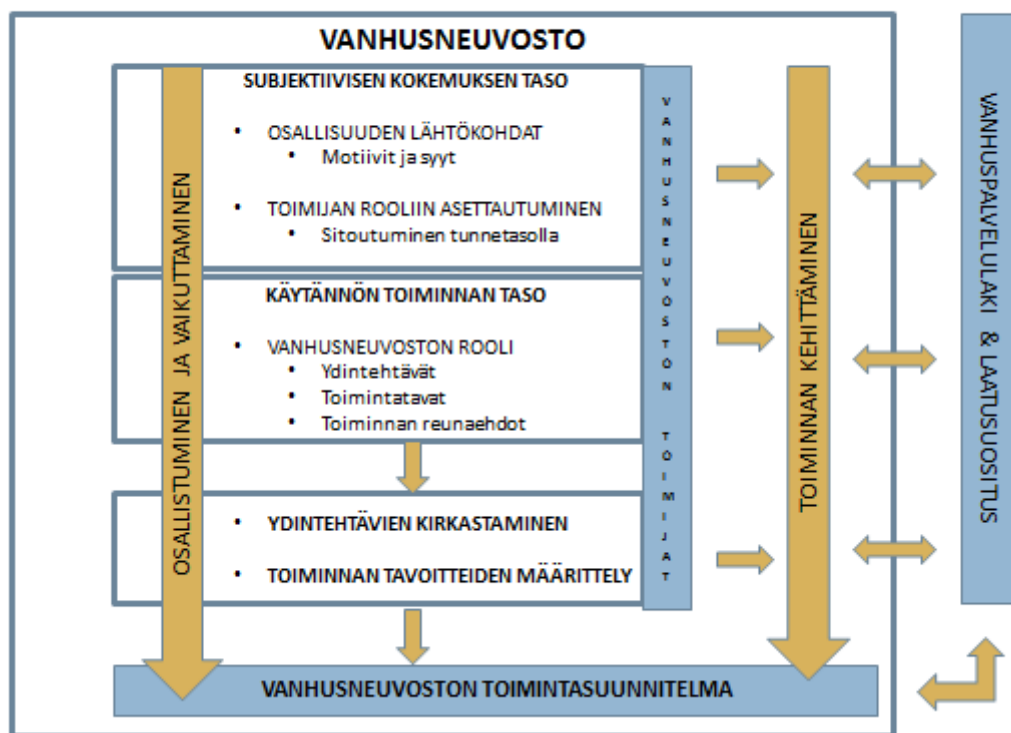 VANHUSNEUVOSTO
SUBJEKTIIVISEN KOKEMUKSEN TASO
• OSALLISUUDEN LÄHTÖKOHDAT
• Motiivit ja syyt
• TOIMIJAN ROOLIIN ASETTAUTUMINEN
• Sitoutuminen tunnetasolla
KÄYTÄNNÖN TOIMINNAN TASO
• VANHUSNEUVOSTON ROOLI
• Ydintehtävät
• Toimintatavat
• Toiminnan reunaehdot
• YDINTEHTÄVIEN KIRKASTAMINEN
• TOIMINNAN TAVOITTEIDEN MÄÄRITTELY
OSALLISTUMINEN JA VAIKUTTAMINEN
VANHUSNEUVOSTON TOIMIJAT
TOIMINNAN KEHITTÄMINEN
VANHUSPALVELULAKI & LAATUSUOSITUS
VANHUSNEUVOSTON TOIMINTASUUNNITELMA